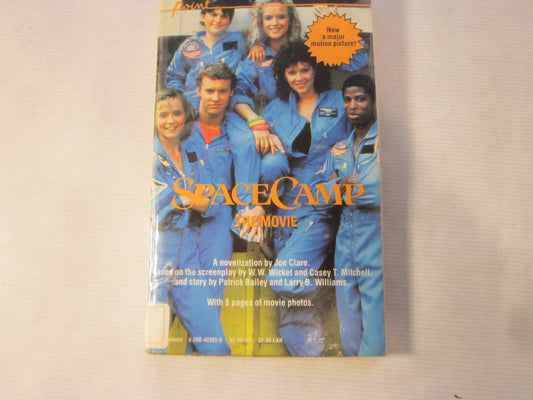 point
Now
a major
motion picture!
SPACECAMP
THE MOVIE
A novelization by Joe Claro.
Based on the screenplay by W.W. Wicket and Casey T. Mitchell
and story by Patrick Bailey and Larry B. Williams.
With 8 pages of movie photos.